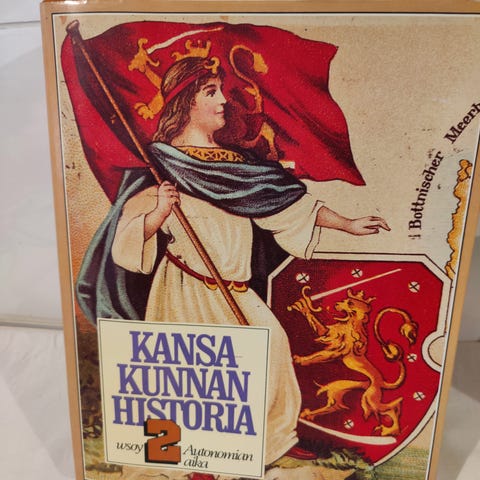 Bottnischer Meerb
KANSA
KUNNAN
HISTORIA
wsoy 2 Autonomian
aika